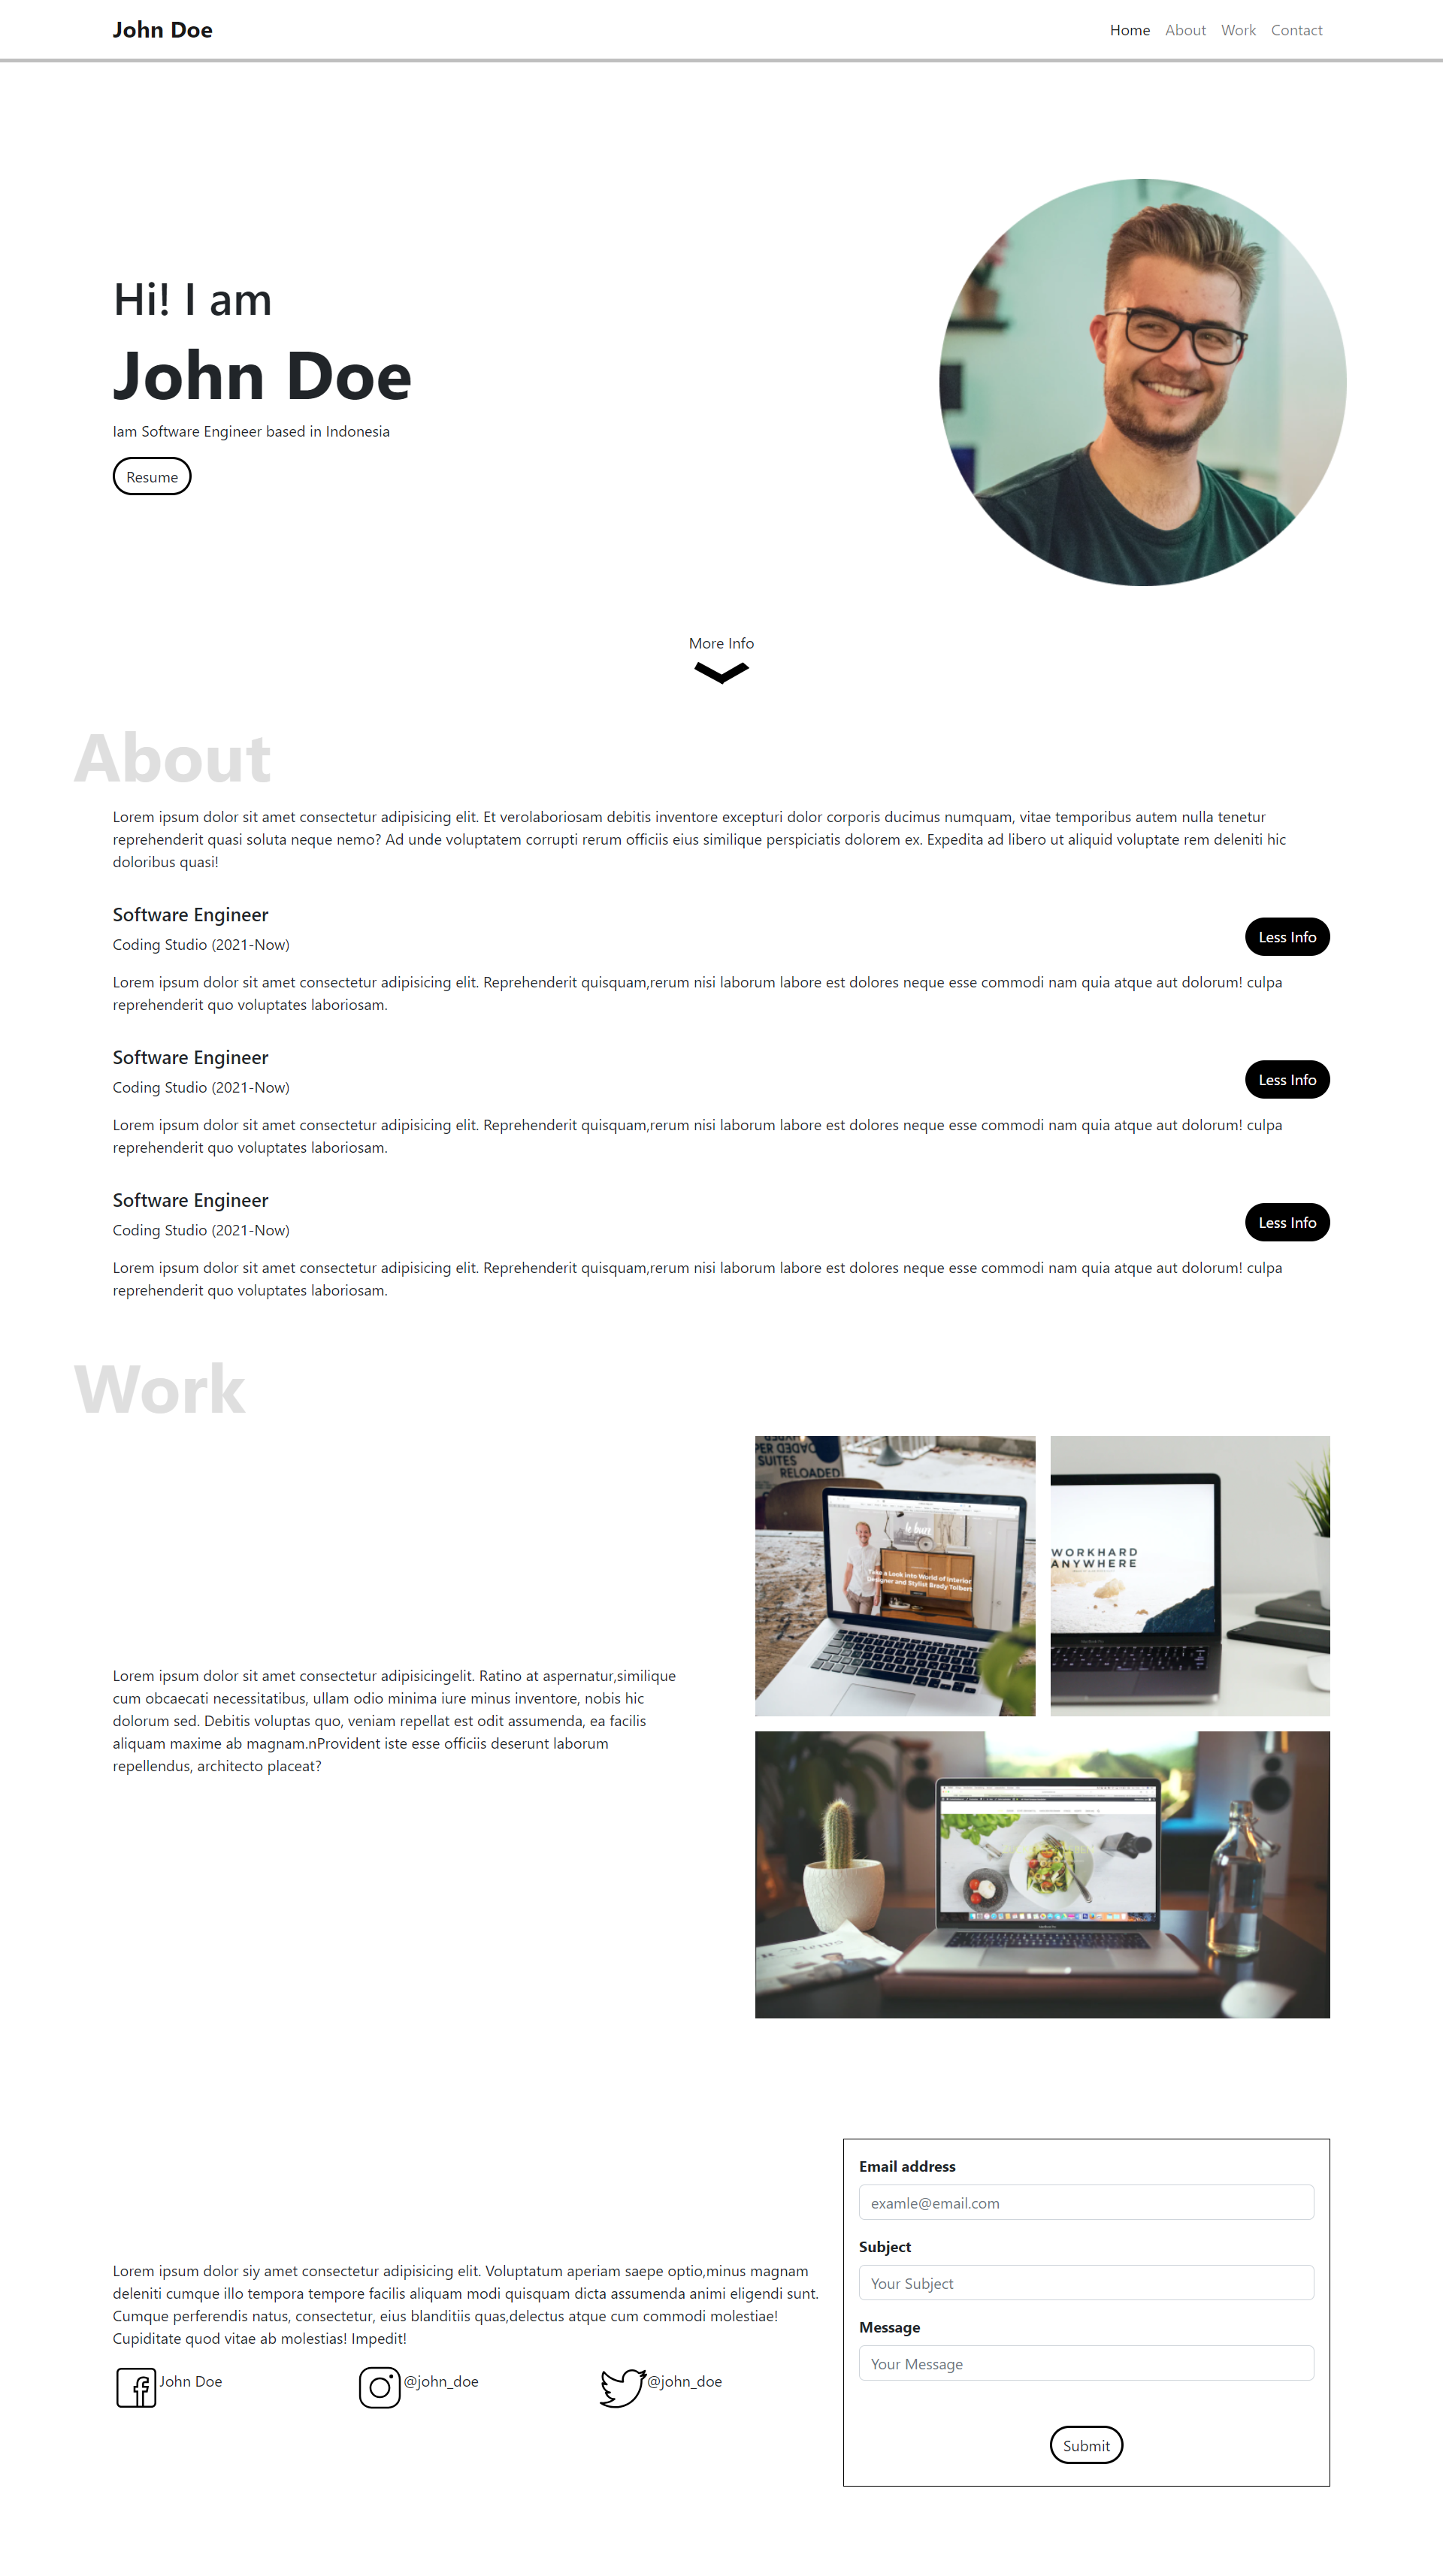 John Doe
Home About Work Contact
Hi! I am
John Doe
Iam Software Engineer based in Indonesia
Resume
More Info
About
Lorem ipsum dolor sit amet consectetur adipisicing elit. Et verolaboriosam debitis inventore excepturi dolor corporis ducimus numquam, vitae temporibus autem nulla tenetur
reprehenderit quasi soluta neque nemo? Ad unde voluptatem corrupti rerum officiis eius similique perspiciatis dolorem ex. Expedita ad libero ut aliquid voluptate rem deleniti hic
doloribus quasi!
Software Engineer
Coding Studio (2021-Now)
Less Info
Lorem ipsum dolor sit amet consectetur adipisicing elit. Reprehenderit quisquam,rerum nisi laborum labore est dolores neque esse commodi nam quia atque aut dolorum! culpa
reprehenderit quo voluptates laboriosam.
Software Engineer
Coding Studio (2021-Now)
Less Info
Lorem ipsum dolor sit amet consectetur adipisicing elit. Reprehenderit quisquam,rerum nisi laborum labore est dolores neque esse commodi nam quia atque aut dolorum! culpa
reprehenderit quo voluptates laboriosam.
Software Engineer
Coding Studio (2021-Now)
Less Info
Lorem ipsum dolor sit amet consectetur adipisicing elit. Reprehenderit quisquam,rerum nisi laborum labore est dolores neque esse commodi nam quia atque aut dolorum! culpa
reprehenderit quo voluptates laboriosam.
Work
Lorem ipsum dolor sit amet consectetur adipisicingelit. Ratino at aspernatur,similique
cum obcaecati necessitatibus, ullam odio minima iure minus inventore, nobis hic
dolorum sed. Debitis voluptas quo, veniam repellat est odit assumenda, ea facilis
aliquam maxime ab magnam.nProvident iste esse officiis deserunt laborum
repellendus, architecto placeat?
SUITES
RELOADED
Take a Look into World of Interior
Designer and Stylist Brady Tolbert
WORKHARD
ANYWHERE
Lorem ipsum dolor siy amet consectetur adipisicing elit. Voluptatum aperiam saepe optio,minus magnam
deleniti cumque illo tempora tempore facilis aliquam modi quisquam dicta assumenda animi eligendi sunt.
Cumque perferendis natus, consectetur, eius blanditiis quas,delectus atque cum commodi molestiae!
Cupiditate quod vitae ab molestias! Impedit!
John Doe
@john_doe
@john_doe
Email address
examle@email.com
Subject
Your Subject
Message
Your Message
Submit